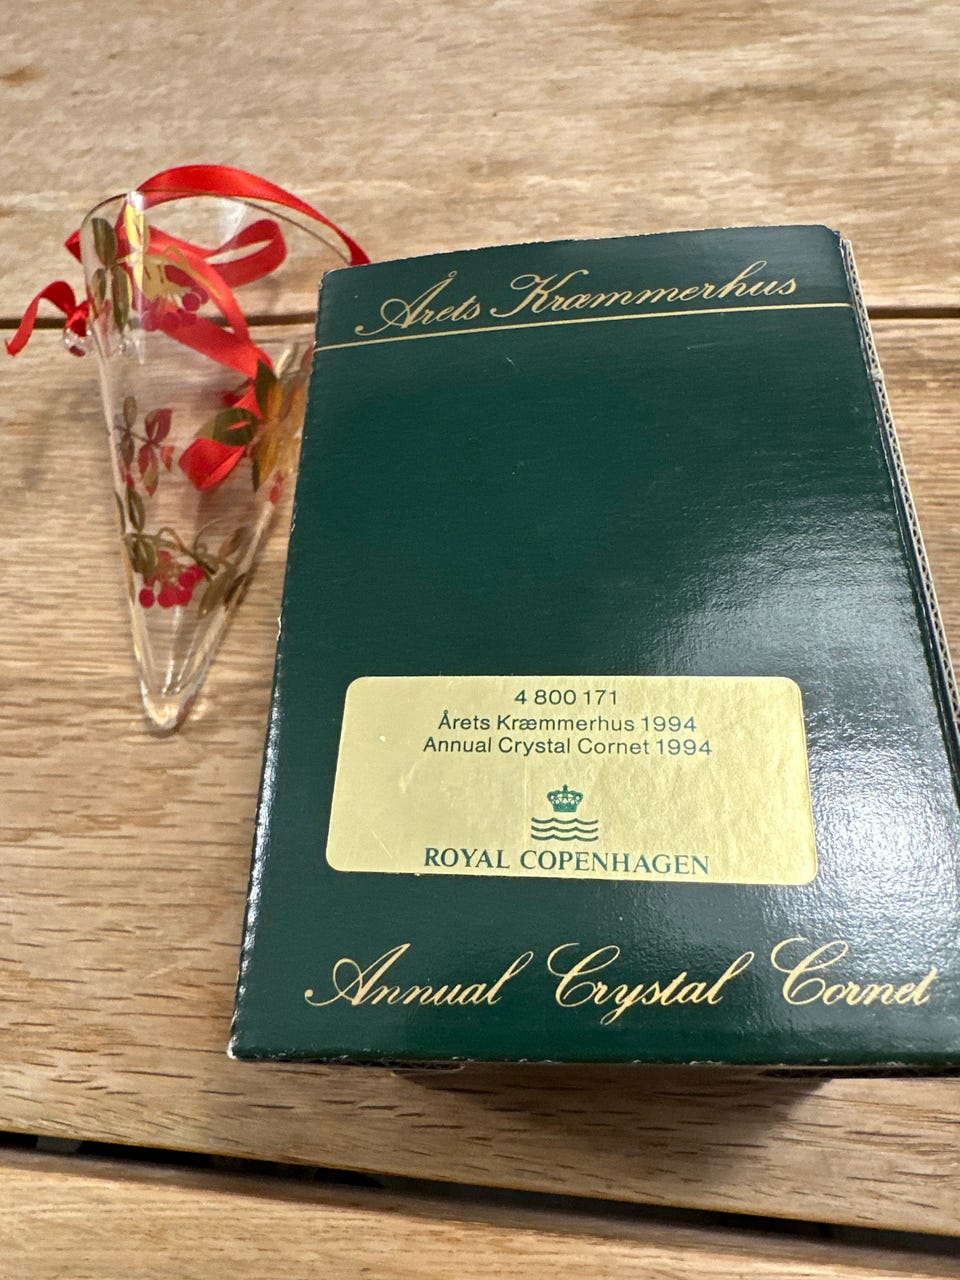 Årets Kræmmerhus
4 800 171
Årets Kræmmerhus 1994
Annual Crystal Cornet 1994
ROYAL COPENHAGEN
Annual Crystal Cornet